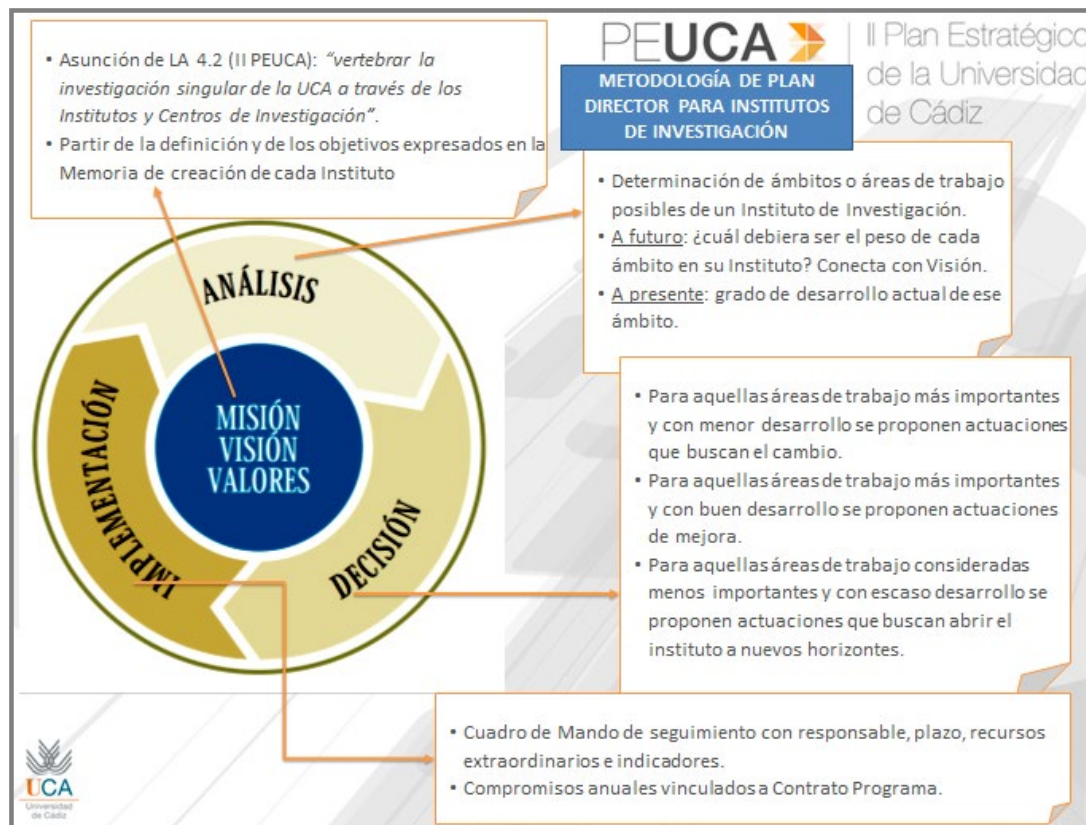 PEUCA
II Plan Estratégico
de la Universidad
de Cádiz
METODOLOGÍA DE PLAN
DIRECTOR PARA INSTITUTOS
DE INVESTIGACIÓN
• Asunción de LA 4.2 (II PEUCA): “vertebrar la
investigación singular de la UCA a través de los
Institutos y Centros de Investigación”.
• Partir de la definición y de los objetivos expresados en la
Memoria de creación de cada Instituto
• Determinación de ámbitos o áreas de trabajo
posibles de un Instituto de Investigación.
• A futuro: ¿cuál debiera ser el peso de cada
ámbito en su Instituto? Conecta con Visión.
• A presente: grado de desarrollo actual de ese
ámbito.
ANÁLISIS
MISIÓN
VISIÓN
VALORES
IMPLEMENTACIÓN
DECISIÓN
• Para aquellas áreas de trabajo más importantes
y con menor desarrollo se proponen actuaciones
que buscan el cambio.
• Para aquellas áreas de trabajo más importantes
y con buen desarrollo se proponen actuaciones
de mejora.
• Para aquellas áreas de trabajo consideradas
menos importantes y con escaso desarrollo se
proponen actuaciones que buscan abrir el
instituto a nuevos horizontes.
• Cuadro de Mando de seguimiento con responsable, plazo, recursos
extraordinarios e indicadores.
• Compromisos anuales vinculados a Contrato Programa.
UCA
Universidad
de Cádiz